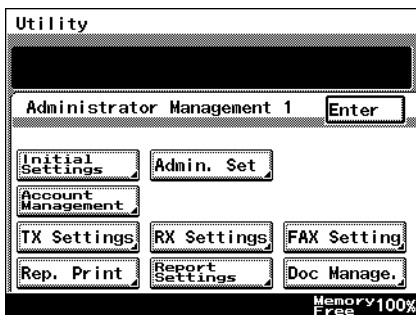 Utility
Administrator Management 1 Enter
Initial
Settings
Admin. Set
Account
Management
TX Settings RX Settings FAX Setting
Rep. Print
Report
Settings
Doc Manage.
Memory
Free 100%